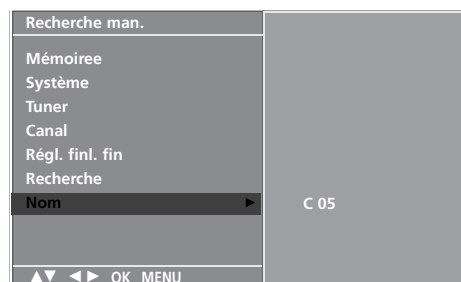 Recherche man.
Mémoiree
Système
Tuner
Canal
Régl. finl. fin
Recherche
Nom ► C 05
▲▼ ◄► OK MENU